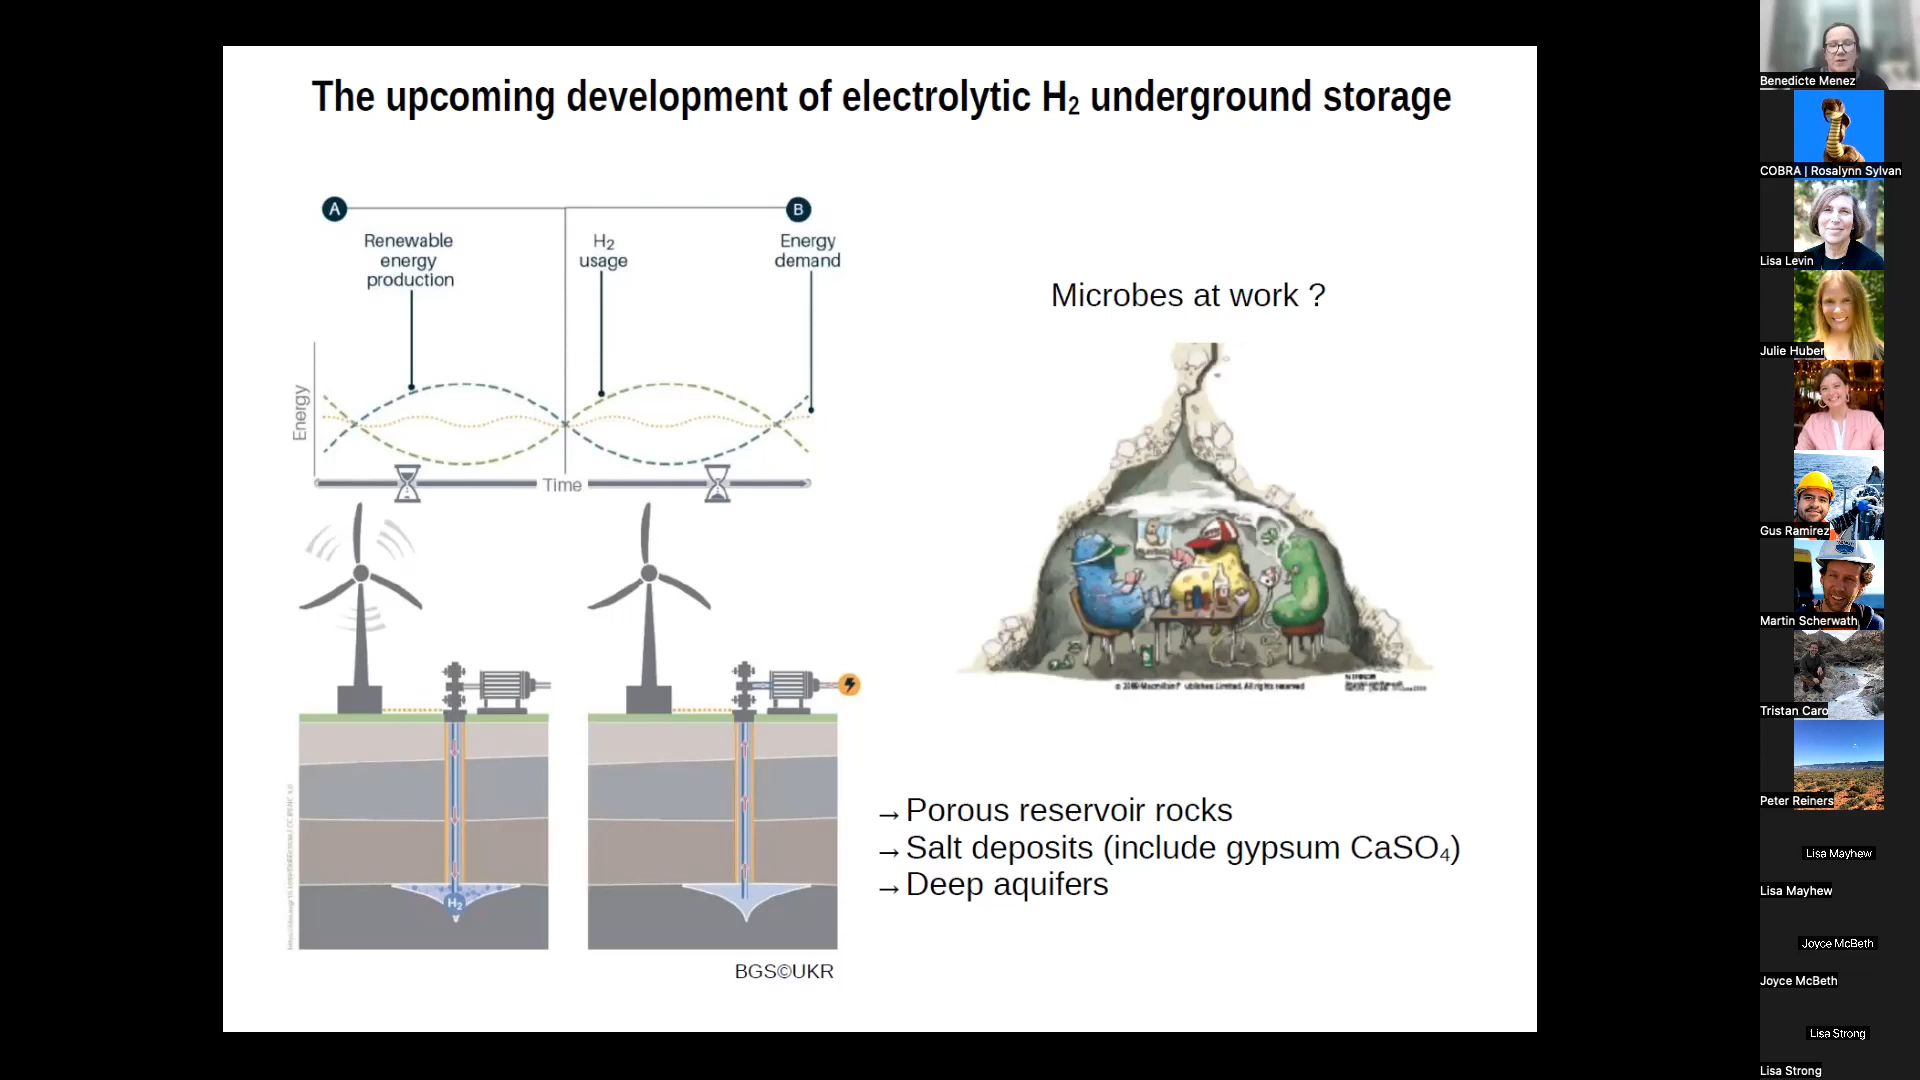 The upcoming development of electrolytic H₂ underground storage
A
B
Renewable
energy
production
H₂
usage
Energy
demand
Energy
Time
H₂
BGS©UKR
Microbes at work ?
→Porous reservoir rocks
→Salt deposits (include gypsum CaSO₄)
→Deep aquifers
Benedicte Menez
COBRA | Rosalynn Sylvan
Lisa Levin
Julie Huber
Gus Ramirez
Martin Scherwath
Tristan Caro
Peter Reiners
Lisa Mayhew
Lisa Mayhew
Joyce McBeth
Joyce McBeth
Lisa Strong
Lisa Strong